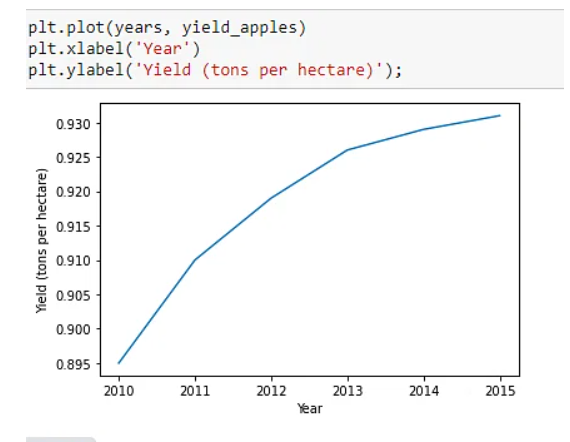 plt.plot(years, yield_apples)
plt.xlabel('Year')
plt.ylabel('Yield (tons per hectare)');
0.930
0.925
0.920
0.915
0.910
0.905
0.900
0.895
Yield (tons per hectare)
2010 2011 2012 2013 2014 2015
Year